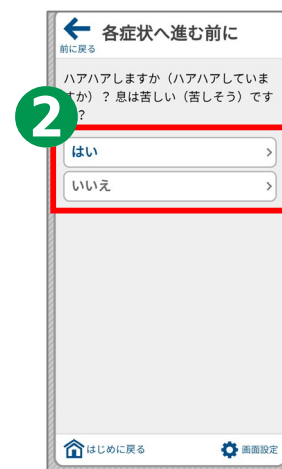 各症状へ進む前に
前に戻る
ハアハアしますか（ハアハアしていま
すか）？息は苦しい（苦しそう）です
？
2
はい
いいえ
はじめに戻る
画面設定